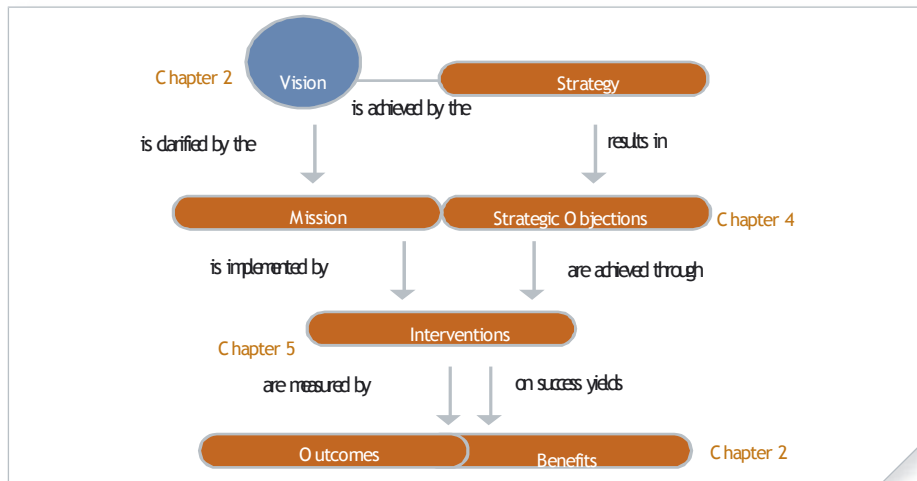 Chapter 2
Vision
Strategy
is achieved by the
is clarified by the
results in
Mission
Strategic Objections
Chapter 4
is implemented by
are achieved through
Interventions
Chapter 5
are measured by
on success yields
Outcomes
Benefits
Chapter 2